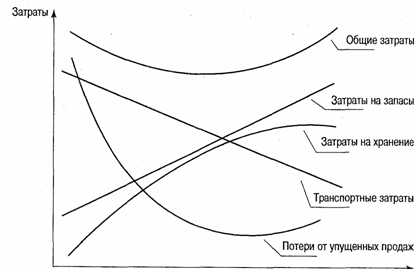 Затраты
Общие затраты
Затраты на запасы
Затраты на хранение
Транспортные затраты
Потери от упущенных продаж